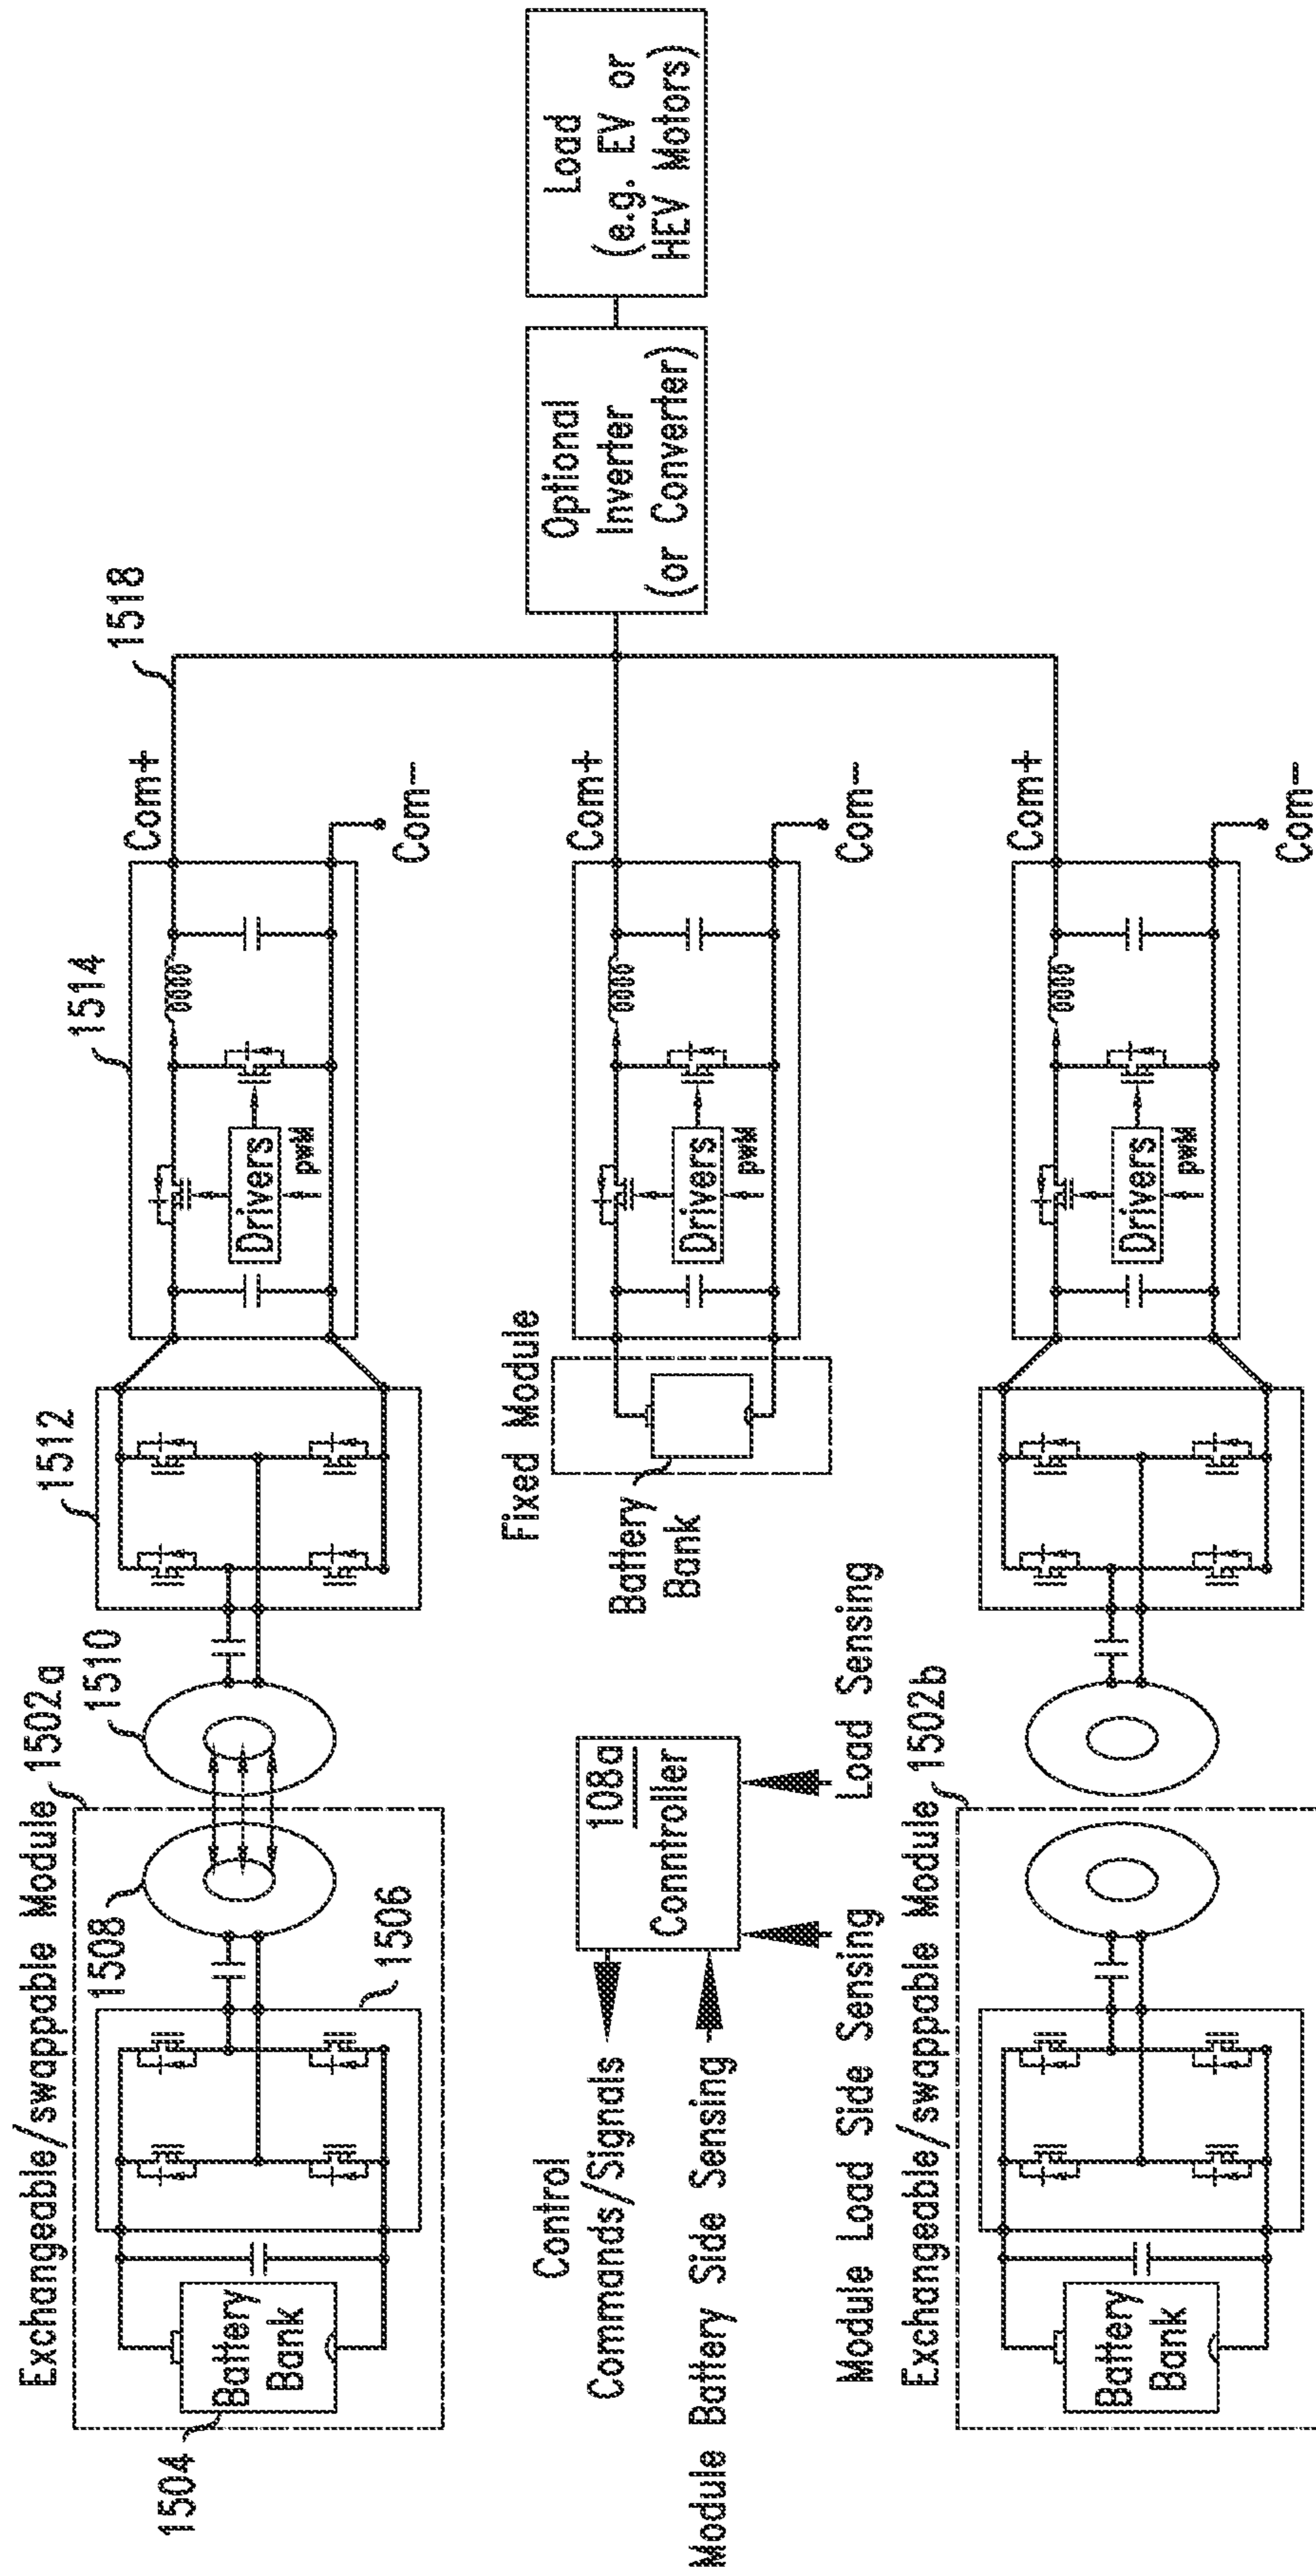 Exchangeable/swappable Module
1502a
1508
1510
1512
1514
1518
1504
1506
Battery
Bank
Drivers
pwM
Com+
Com-
Control
Commands/Signals
Module Battery Side Sensing
Module Load Side Sensing
Load Sensing
108a
Controller
Fixed Module
Battery
Bank
Drivers
pwM
Com+
Com-
Optional
Inverter
(or Converter)
Load
(e.g. EV or
HEV Motors)
Exchangeable/swappable Module
1502b
Battery
Bank
Drivers
pwM
Com+
Com-